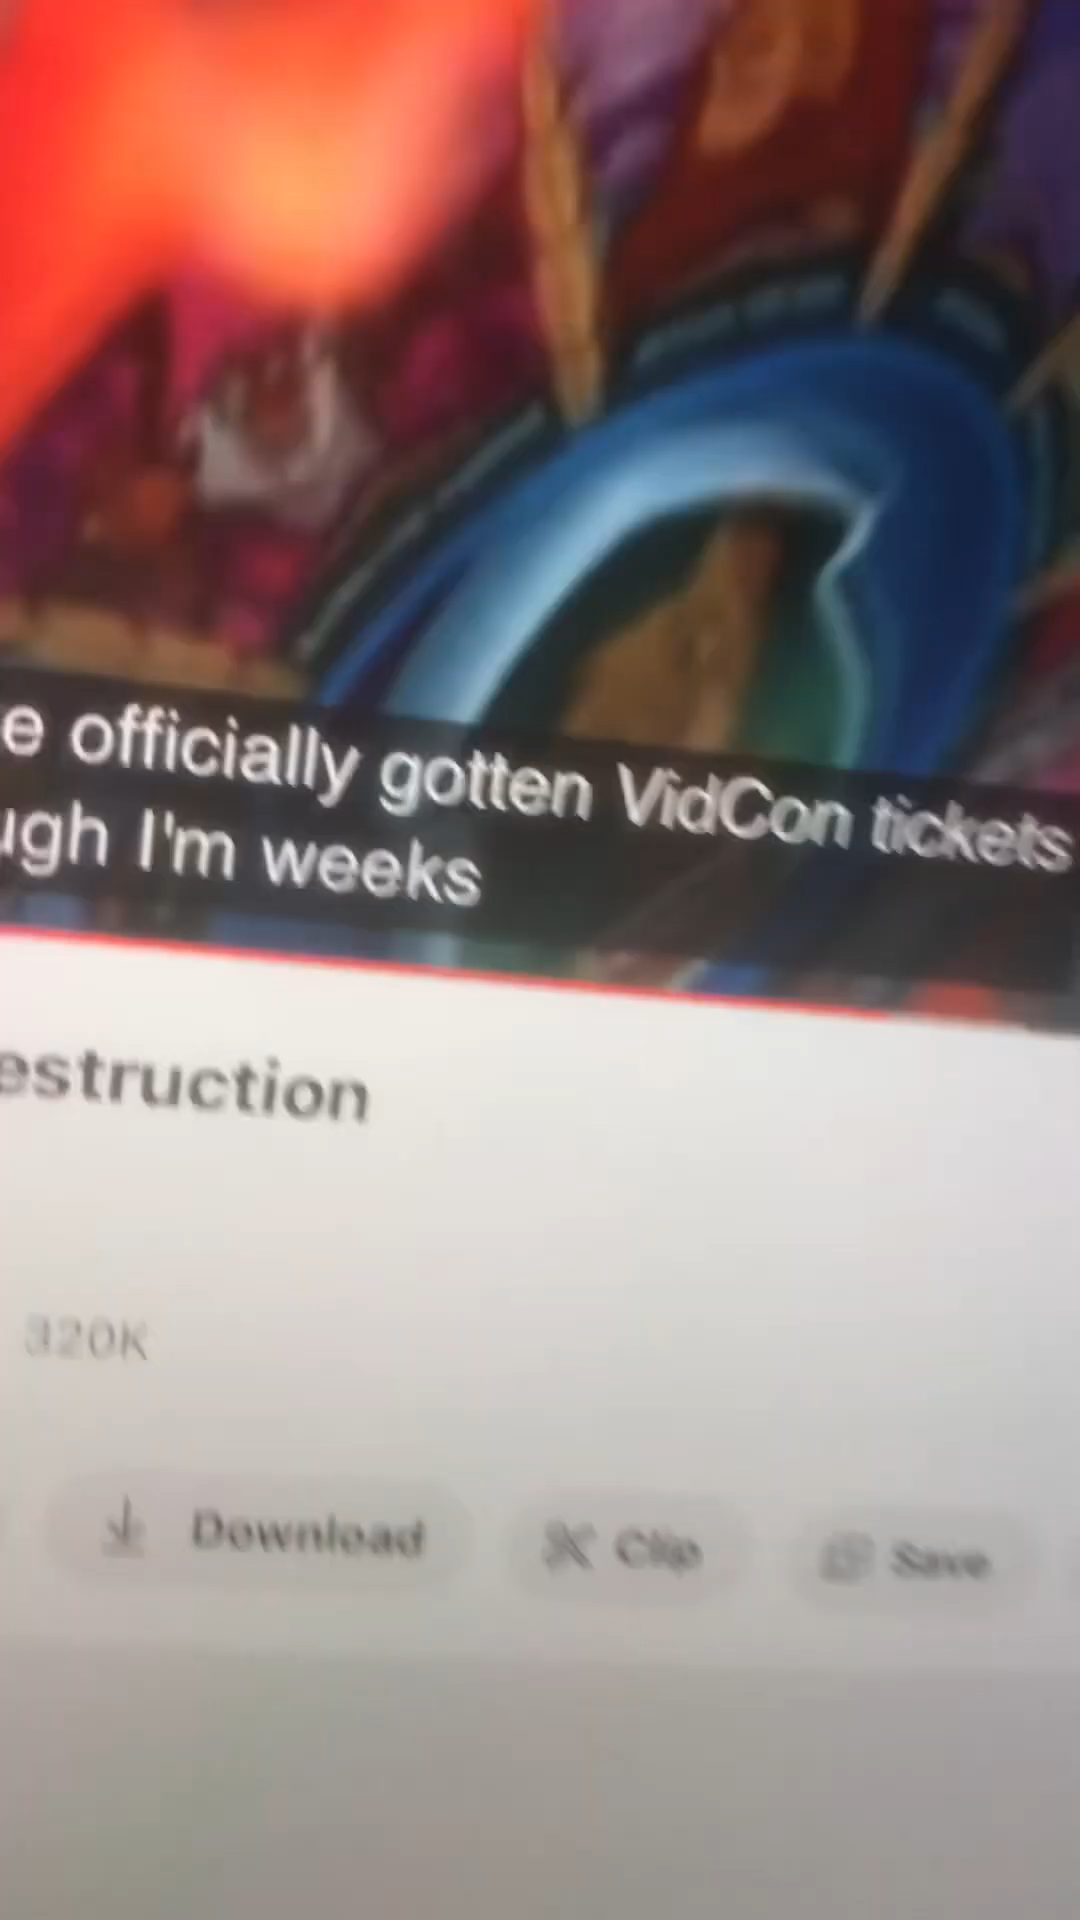 e officially gotten VidCon tickets
ugh I'm weeks
estruction
320K
Download
Clip
Save